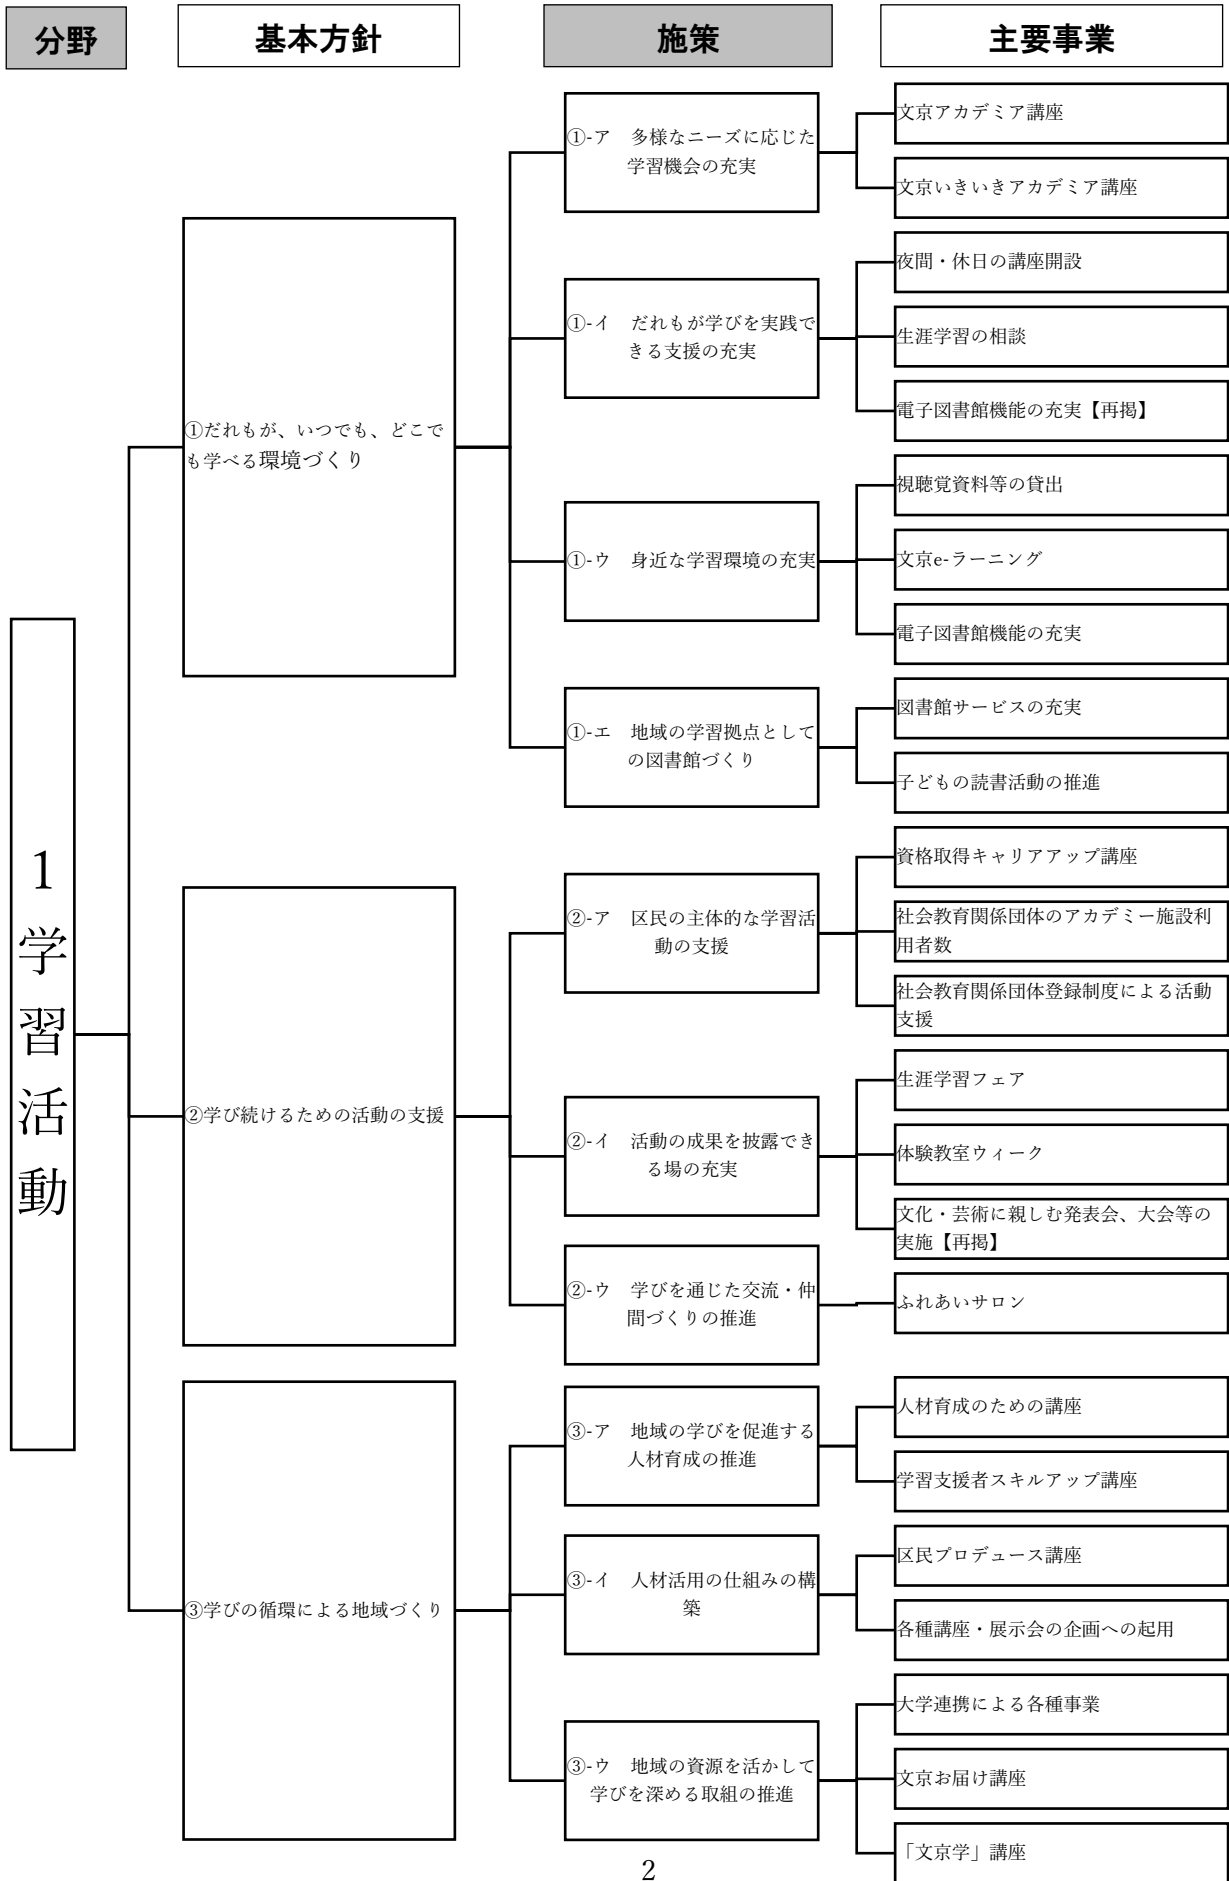 分野
基本方針
施策
主要事業
1学習活動
①だれもが、いつでも、どこで
も学べる環境づくり
①-ア　多様なニーズに応じた
学習機会の充実
文京アカデミア講座
文京いきいきアカデミア講座
①-イ　だれもが学びを実践で
きる支援の充実
夜間・休日の講座開設
生涯学習の相談
電子図書館機能の充実【再掲】
①-ウ　身近な学習環境の充実
視聴覚資料等の貸出
文京e-ラーニング
電子図書館機能の充実
①-エ　地域の学習拠点として
の図書館づくり
図書館サービスの充実
子どもの読書活動の推進
②学び続けるための活動の支援
②-ア　区民の主体的な学習活
動の支援
資格取得キャリアアップ講座
社会教育関係団体のアカデミー施設利
用者数
社会教育関係団体登録制度による活動
支援
②-イ　活動の成果を披露でき
る場の充実
生涯学習フェア
体験教室ウィーク
文化・芸術に親しむ発表会、大会等の
実施【再掲】
②-ウ　学びを通じた交流・仲
間づくりの推進
ふれあいサロン
③学びの循環による地域づくり
③-ア　地域の学びを促進する
人材育成の推進
人材育成のための講座
学習支援者スキルアップ講座
③-イ　人材活用の仕組みの構
築
区民プロデュース講座
各種講座・展示会の企画への起用
③-ウ　地域の資源を活かして
学びを深める取組の推進
大学連携による各種事業
文京お届け講座
「文京学」講座
2